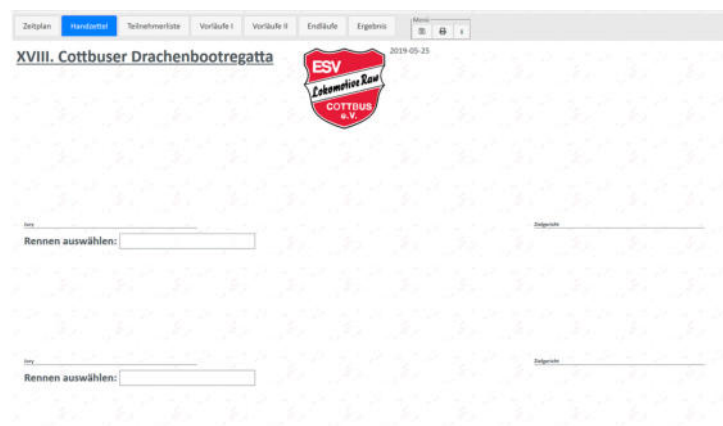 Zeitplan Handzettel Teilnehmerliste Vorläufe I Vorläufe II Endläufe Ergebnis Menü
XVIII. Cottbuser Drachenbootregatta
ESV
Lokomotive Raw
COTTBUS
e.V.
2019-05-25
Jury Zielgericht
Rennen auswählen:
Jury Zielgericht
Rennen auswählen: